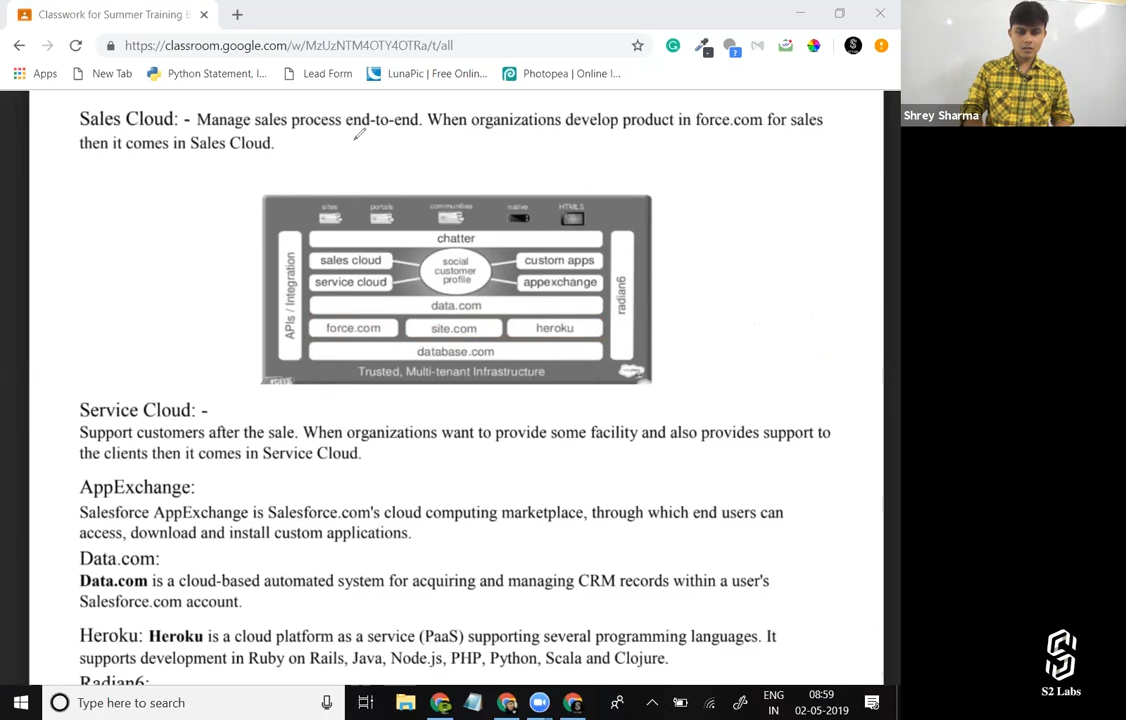 Classwork for Summer Training E
https://classroom.google.com/w/MzUzNTM4OTY4OTRa/t/all
Apps
New Tab
Python Statement, I...
Lead Form
LunaPic | Free Onlin...
Photopea | Online I...
Shrey Sharma
Sales Cloud: - Manage sales process end-to-end. When organizations develop product in force.com for sales
then it comes in Sales Cloud.
sites portals communities native HTML5
chatter
APIs / Integration
sales cloud
service cloud
social
customer
profile
custom apps
appexchange
radian6
data.com
force.com site.com heroku
database.com
Trusted, Multi-tenant Infrastructure
Service Cloud: -
Support customers after the sale. When organizations want to provide some facility and also provides support to
the clients then it comes in Service Cloud.
AppExchange:
Salesforce AppExchange is Salesforce.com's cloud computing marketplace, through which end users can
access, download and install custom applications.
Data.com:
Data.com is a cloud-based automated system for acquiring and managing CRM records within a user's
Salesforce.com account.
Heroku: Heroku is a cloud platform as a service (PaaS) supporting several programming languages. It
supports development in Ruby on Rails, Java, Node.js, PHP, Python, Scala and Clojure.
Radian6:
S2 Labs
Type here to search
ENG
IN
08:59
02-05-2019